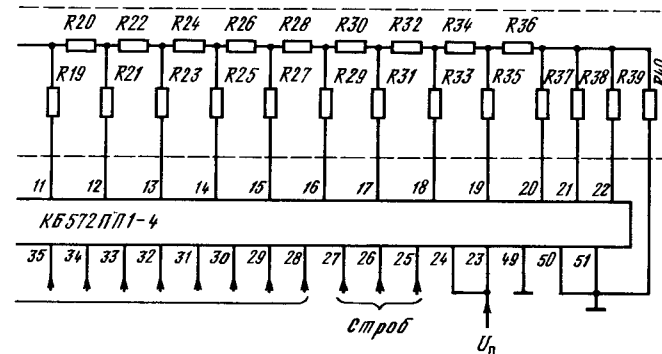 R20 R22 R24 R26 R28 R30 R32 R34 R36
R19 R21 R23 R25 R27 R29 R31 R33 R35 R37 R38 R39 R40
11 12 13 14 15 16 17 18 19 20 21 22
КБ572ПП1-4
35 34 33 32 31 30 29 28 27 26 25 24 23 49 50 51
Строб
Uп